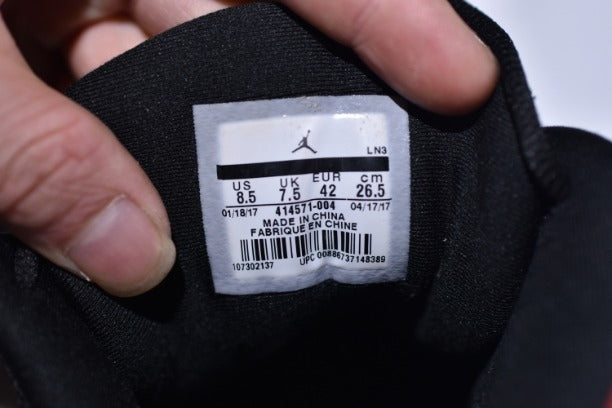 LN3
US UK EUR cm
8.5 7.5 42 26.5
01/18/17 414571-004 04/17/17
MADE IN CHINA
FABRIQUE EN CHINE
107302137 UPC 00886737148389